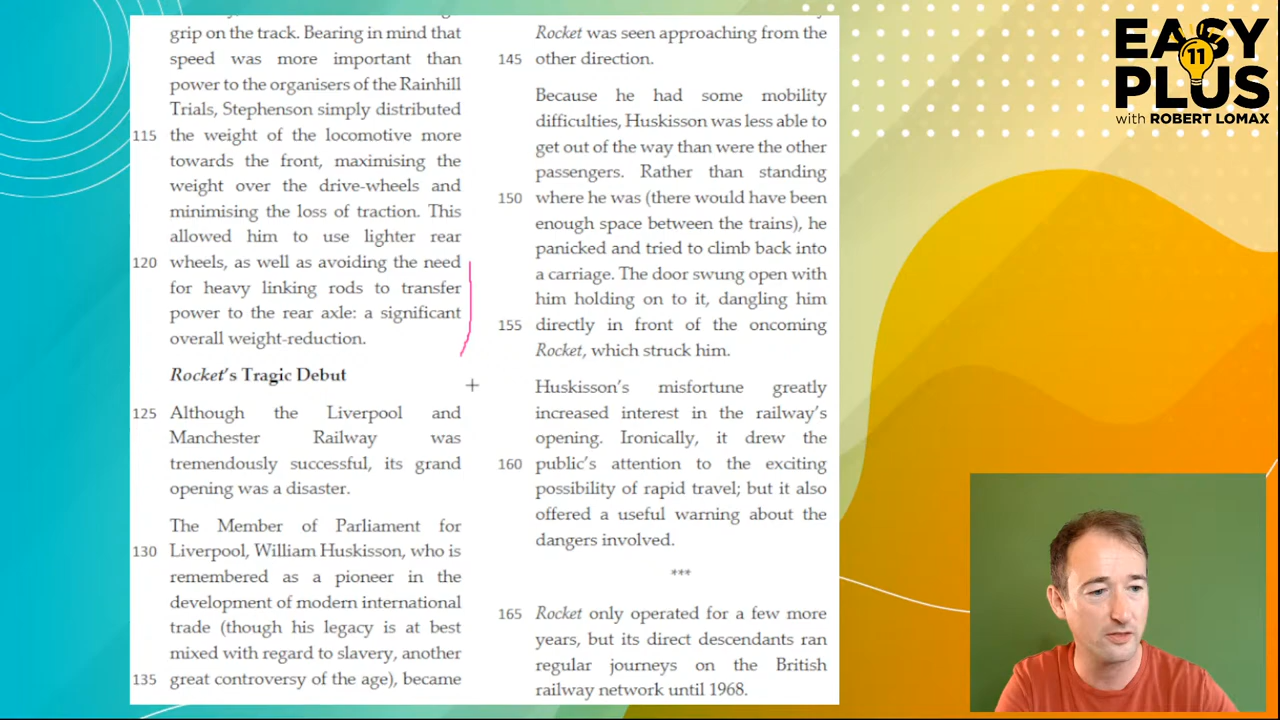 grip on the track. Bearing in mind that
speed was more important than
power to the organisers of the Rainhill
Trials, Stephenson simply distributed
115 the weight of the locomotive more
towards the front, maximising the
weight over the drive-wheels and
minimising the loss of traction. This
allowed him to use lighter rear
120 wheels, as well as avoiding the need
for heavy linking rods to transfer
power to the rear axle: a significant
overall weight-reduction.
Rocket's Tragic Debut
125 Although the Liverpool and
Manchester Railway was
tremendously successful, its grand
opening was a disaster.
The Member of Parliament for
130 Liverpool, William Huskisson, who is
remembered as a pioneer in the
development of modern international
trade (though his legacy is at best
mixed with regard to slavery, another
135 great controversy of the age), became
Rocket was seen approaching from the
145 other direction.
Because he had some mobility
difficulties, Huskisson was less able to
get out of the way than were the other
passengers. Rather than standing
150 where he was (there would have been
enough space between the trains), he
panicked and tried to climb back into
a carriage. The door swung open with
him holding on to it, dangling him
155 directly in front of the oncoming
Rocket, which struck him.
Huskisson's misfortune greatly
increased interest in the railway's
opening. Ironically, it drew the
160 public's attention to the exciting
possibility of rapid travel; but it also
offered a useful warning about the
dangers involved.
***
165 Rocket only operated for a few more
years, but its direct descendants ran
regular journeys on the British
railway network until 1968.
EASY
11
PLUS
with ROBERT LOMAX